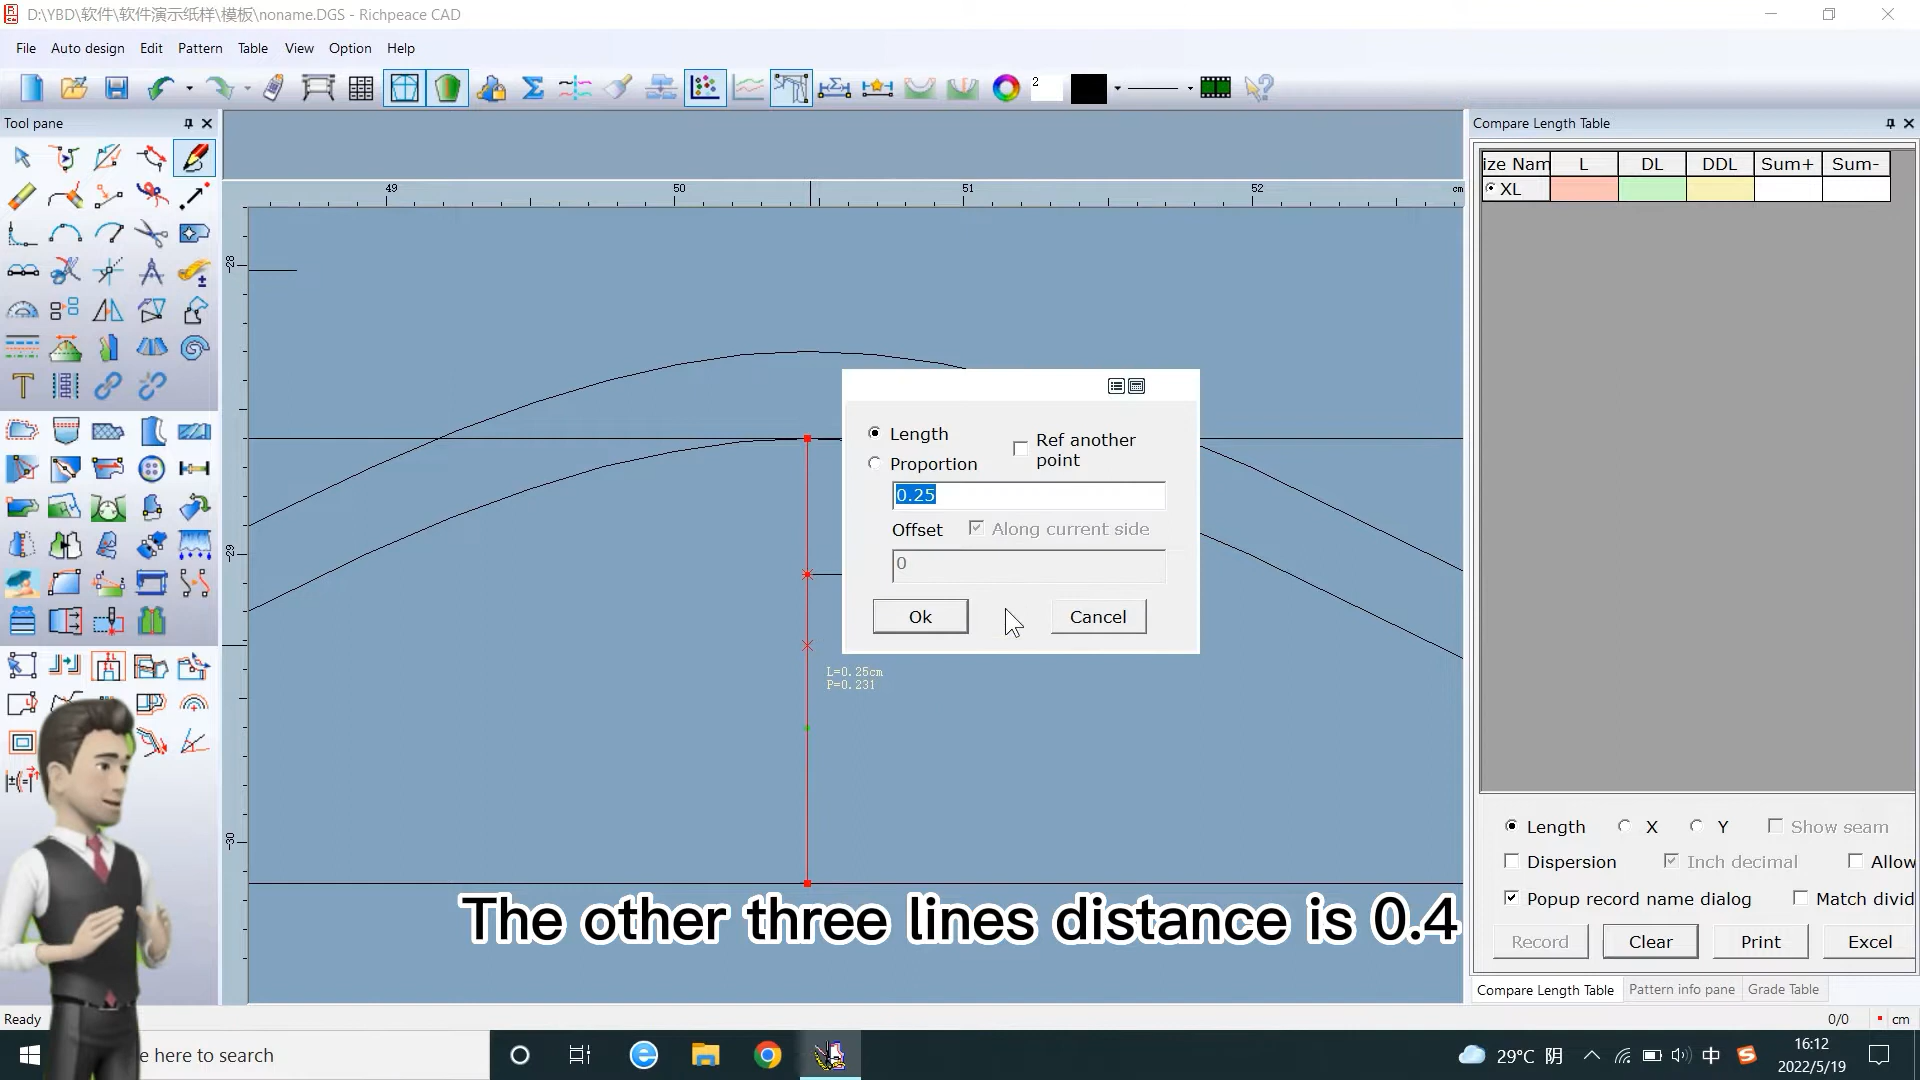 D:\YBD\软件\软件演示纸样\模板\noname.DGS - Richpeace CAD
File Auto design Edit Pattern Table View Option Help
2
Tool pane
Compare Length Table
ize Nam L DL DDL Sum+ Sum-
XL
49 50 51 52 cm
-28
-29
-30
Length
Proportion
Ref another
point
0.25
Offset Along current side
0
Ok Cancel
L=0.25cm
P=0.231
The other three lines distance is 0.4
Length X Y Show seam
Dispersion Inch decimal Allow
Popup record name dialog Match divid
Record Clear Print Excel
Compare Length Table Pattern info pane Grade Table
Ready
0/0 cm
e here to search
29°C 阴
中
16:12
2022/5/19